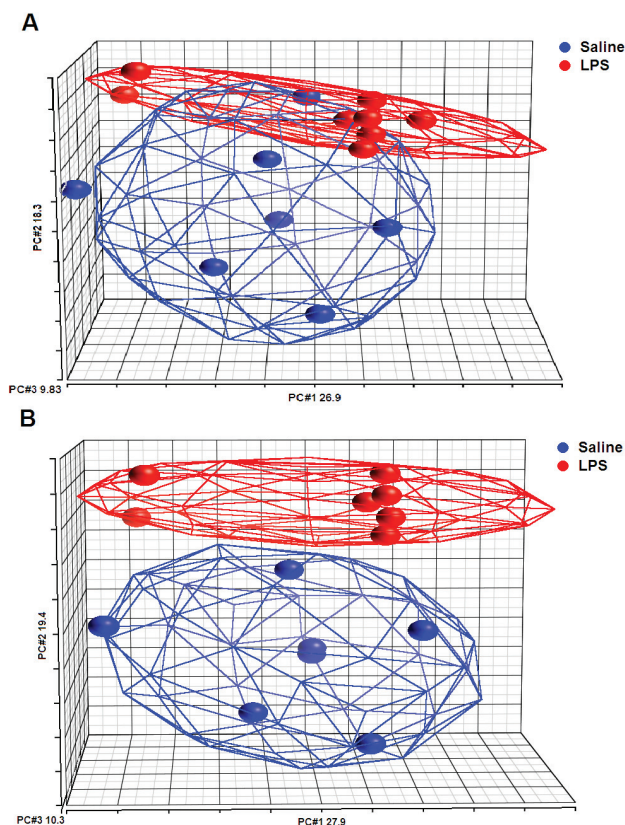 A
Saline
LPS
PC#2 18.3
PC#3 9.83
PC#1 26.9
B
Saline
LPS
PC#2 19.4
PC#3 10.3
PC#1 27.9